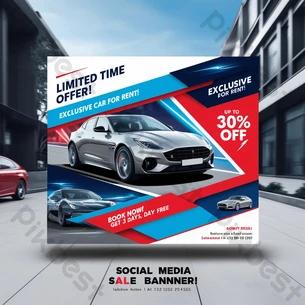 LIMITED TIME
OFFER!
EXCLUSIVE CAR FOR RENT!
EXCLUSIVE
FOR RENT!
UP TO
30%
OFF
BOOK NOW!
GET 3 DAYS, DAY FREE
SOCIAL MEDIA
SALE BANNNER!